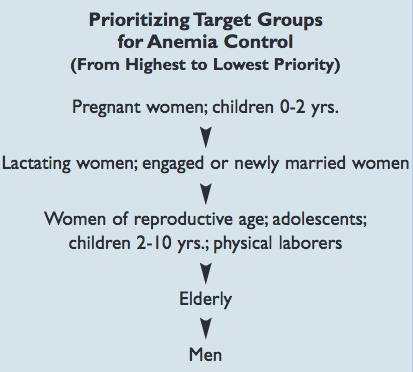 Prioritizing Target Groups
for Anemia Control
(From Highest to Lowest Priority)
Pregnant women; children 0-2 yrs.
Lactating women; engaged or newly married women
Women of reproductive age; adolescents;
children 2-10 yrs.; physical laborers
Elderly
Men